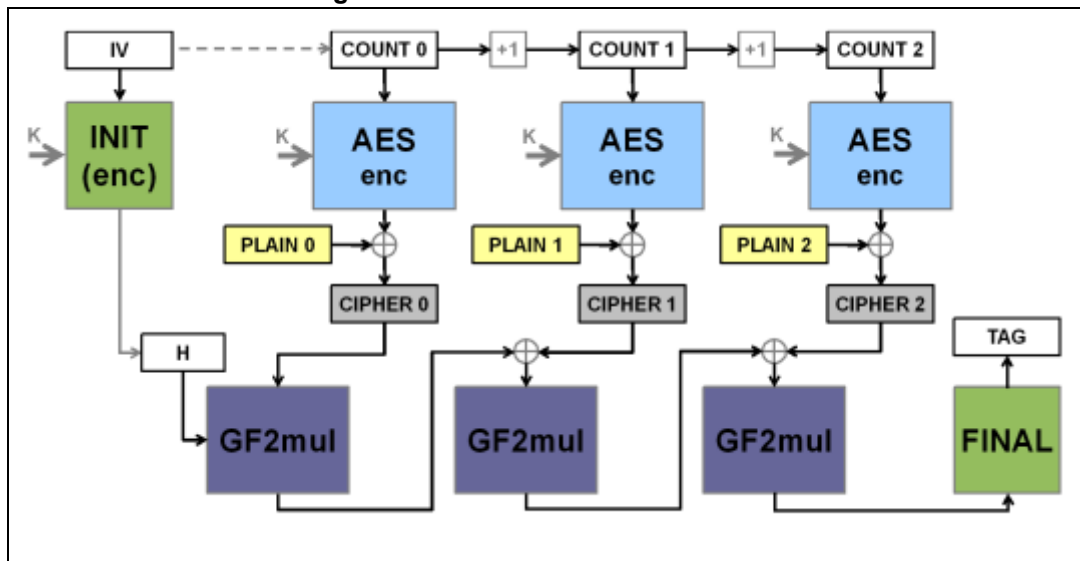 IV
COUNT 0
+1
COUNT 1
+1
COUNT 2
K
INIT
(enc)
K
AES
enc
K
AES
enc
K
AES
enc
PLAIN 0
PLAIN 1
PLAIN 2
CIPHER 0
CIPHER 1
CIPHER 2
H
TAG
GF2mul
GF2mul
GF2mul
FINAL